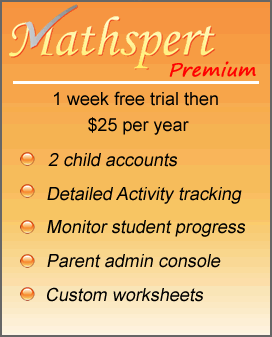 Mathspert
Premium
1 week free trial then
$25 per year
2 child accounts
Detailed Activity tracking
Monitor student progress
Parent admin console
Custom worksheets